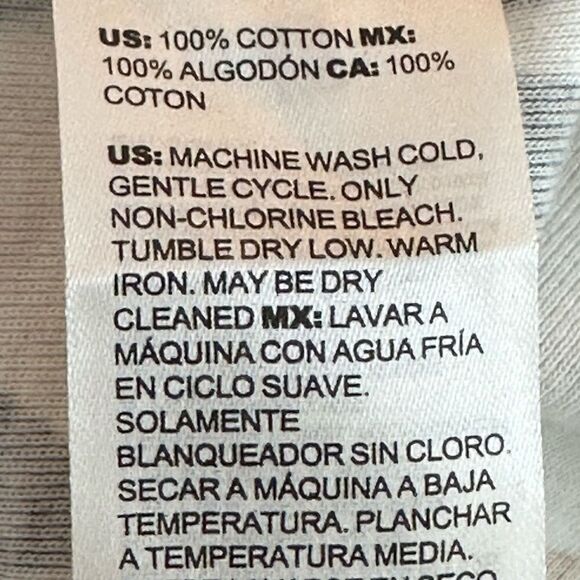 US: 100% COTTON MX:
100% ALGODÓN CA: 100%
COTON
US: MACHINE WASH COLD,
GENTLE CYCLE. ONLY
NON-CHLORINE BLEACH.
TUMBLE DRY LOW. WARM
IRON. MAY BE DRY
CLEANED MX: LAVAR A
MÁQUINA CON AGUA FRÍA
EN CICLO SUAVE.
SOLAMENTE
BLANQUEADOR SIN CLORO.
SECAR A MÁQUINA A BAJA
TEMPERATURA. PLANCHAR
A TEMPERATURA MEDIA.